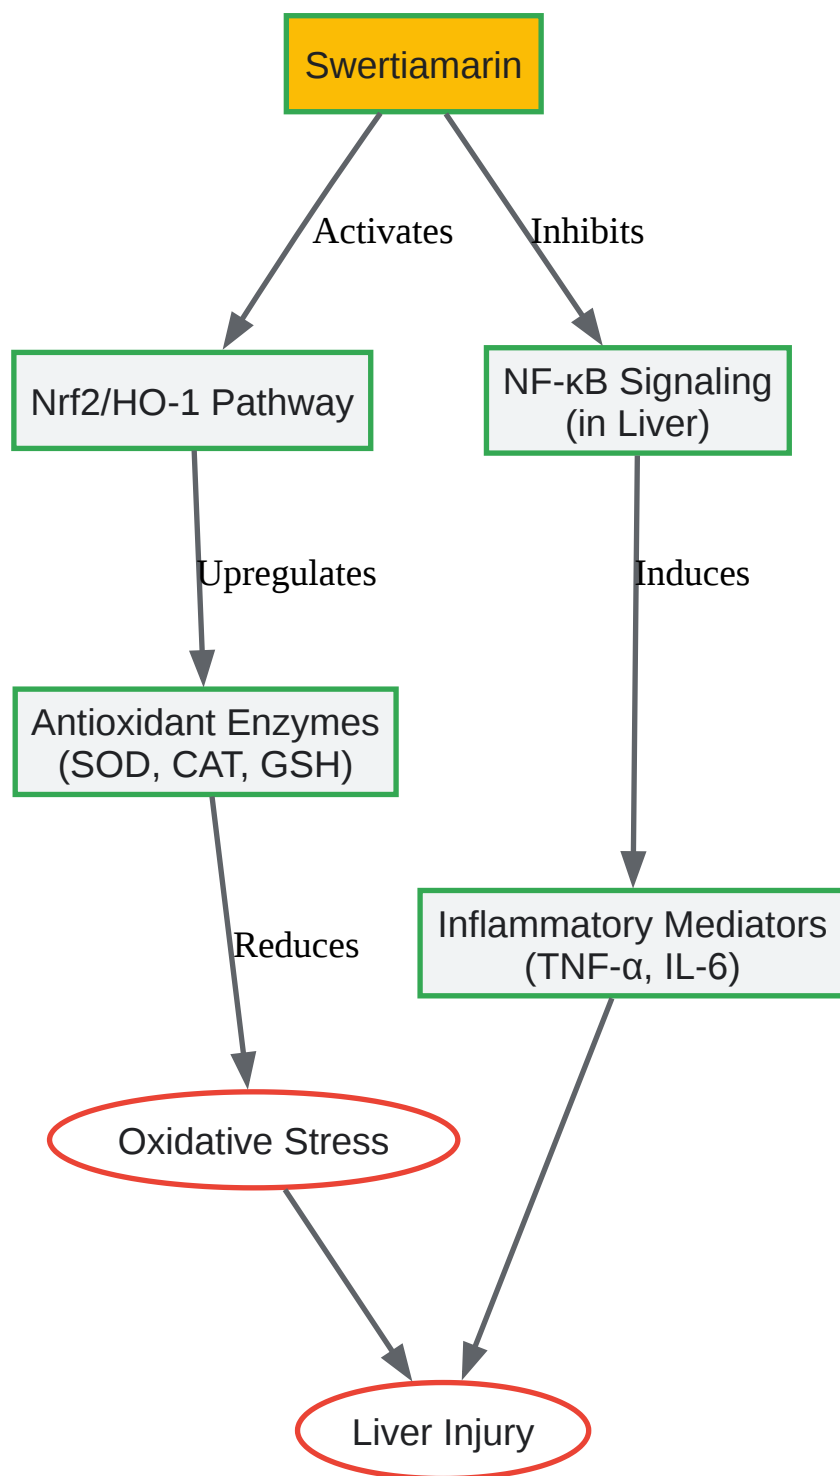 Swertiamarin
Activates
Inhibits
Nrf2/HO-1 Pathway
NF-κB Signaling
(in Liver)
Upregulates
Induces
Antioxidant Enzymes
(SOD, CAT, GSH)
Reduces
Inflammatory Mediators
(TNF-α, IL-6)
Oxidative Stress
Liver Injury